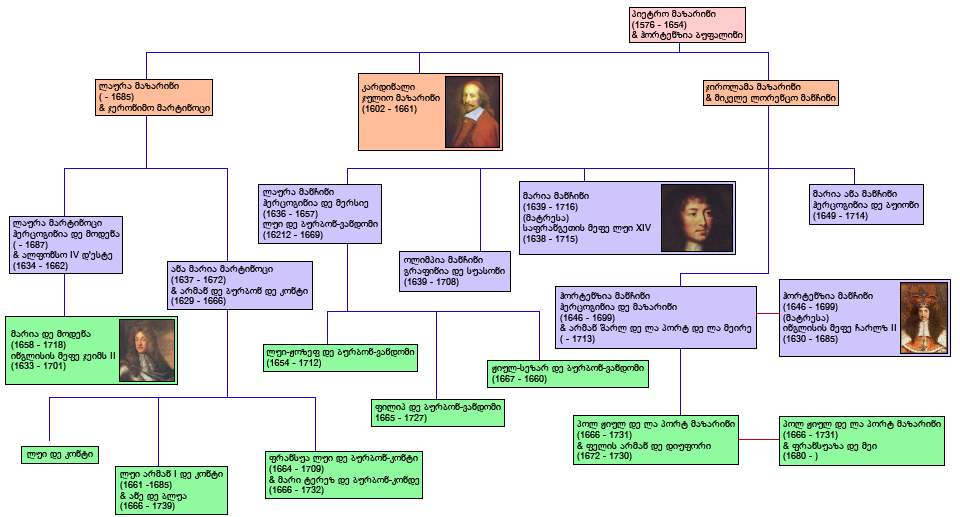 პიეტრო მაზარინი
(1576 - 1654)
& ჰორტენზია ბუფალინი
ლაურა მაზარინი
( - 1685)
& ჯერონიმო მარტინოცი
კარდინალი
ჯულიო მაზარინი
(1602 - 1661)
ჯიროლამა მაზარინი
& მიკელე ლორენცო მანჩინი
ლაურა მარტინოცი
ჰერცოგინია დე მოდენა
( - 1687)
& ალფონსო IV დ'ესტე
(1634 - 1662)
ანა მარია მარტინოცი
(1637 - 1672)
& არმან დე ბურბონ დე კონტი
(1629 - 1666)
ლაურა მანჩინი
ჰერცოგინია დე მერსიე
(1636 - 1657)
ლუი დე ბურბონ-ვანდომი
(16212 - 1669)
ოლიმპია მანჩინი
გრაფინია დე სუასონი
(1639 - 1708)
მარია მანჩინი
(1639 - 1716)
(მატრესა)
საფრანგეთის მეფე ლუი XIV
(1638 - 1715)
მარია ანა მანჩინი
ჰერცოგინია დე ბუიონი
(1649 - 1714)
ჰორტენზია მანჩინი
ჰერცოგინია დე მაზარინი
(1646 - 1699)
& არმან შარლ დე ლა პორტ დე ლა მეირე
( - 1713)
ჰორტენზია მანჩინი
(1646 - 1699)
(მატრესა)
ინგლისის მეფე ჩარლზ II
(1630 - 1685)
მარია დე მოდენა
(1658 - 1718)
ინგლისის მეფე ჯეიმს II
(1633 - 1701)
ლუი-ჟოზეფ დე ბურბონ-ვანდომი
(1654 - 1712)
ფილიპ დე ბურბონ-ვანდომი
1665 - 1727)
ჟიულ-სეზარ დე ბურბონ-ვანდომი
(1667 - 1660)
ლუი დე კონტი
ლუი არმან I დე კონტი
(1661 -1685)
& ანე დე ბლუა
(1666 - 1739)
ფრანსუა ლუი დე ბურბონ-კონტი
(1664 - 1709)
& მარი ტერეზ დე ბურბონ-კონდე
(1666 - 1732)
პოლ ჟიულ დე ლა პორტ მაზარინი
(1666 - 1731)
& ფელის არმან დე დიუფორი
(1672 - 1730)
პოლ ჟიულ დე ლა პორტ მაზარინი
(1666 - 1731)
& ფრანსუაზა დე მეი
(1680 - )